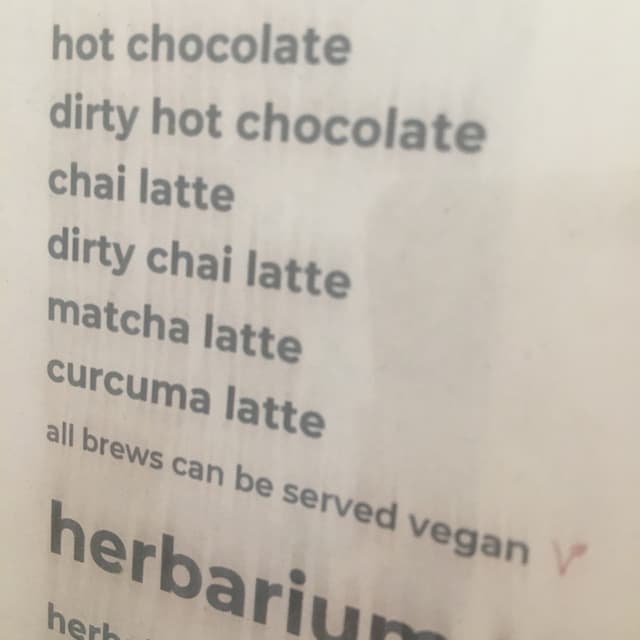 hot chocolate
dirty hot chocolate
chai latte
dirty chai latte
matcha latte
curcuma latte
all brews can be served vegan v
herbarium